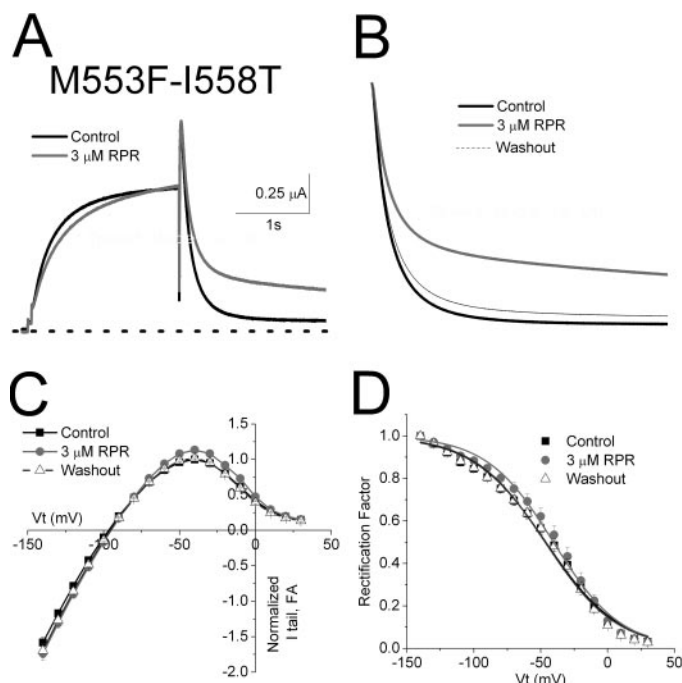 A
M553F-I558T
Control
3 μM RPR
0.25 μA
1s
B
Control
3 μM RPR
Washout
C
Control
3 μM RPR
Washout
Vt (mV)
-150 -100 -50 0 50
1.5
1.0
0.5
0.0
-0.5
-1.0
-1.5
-2.0
Normalized
I tail, FA
D
Control
3 μM RPR
Washout
Rectification Factor
1.0
0.8
0.6
0.4
0.2
0.0
-150 -100 -50 0 50
Vt (mV)